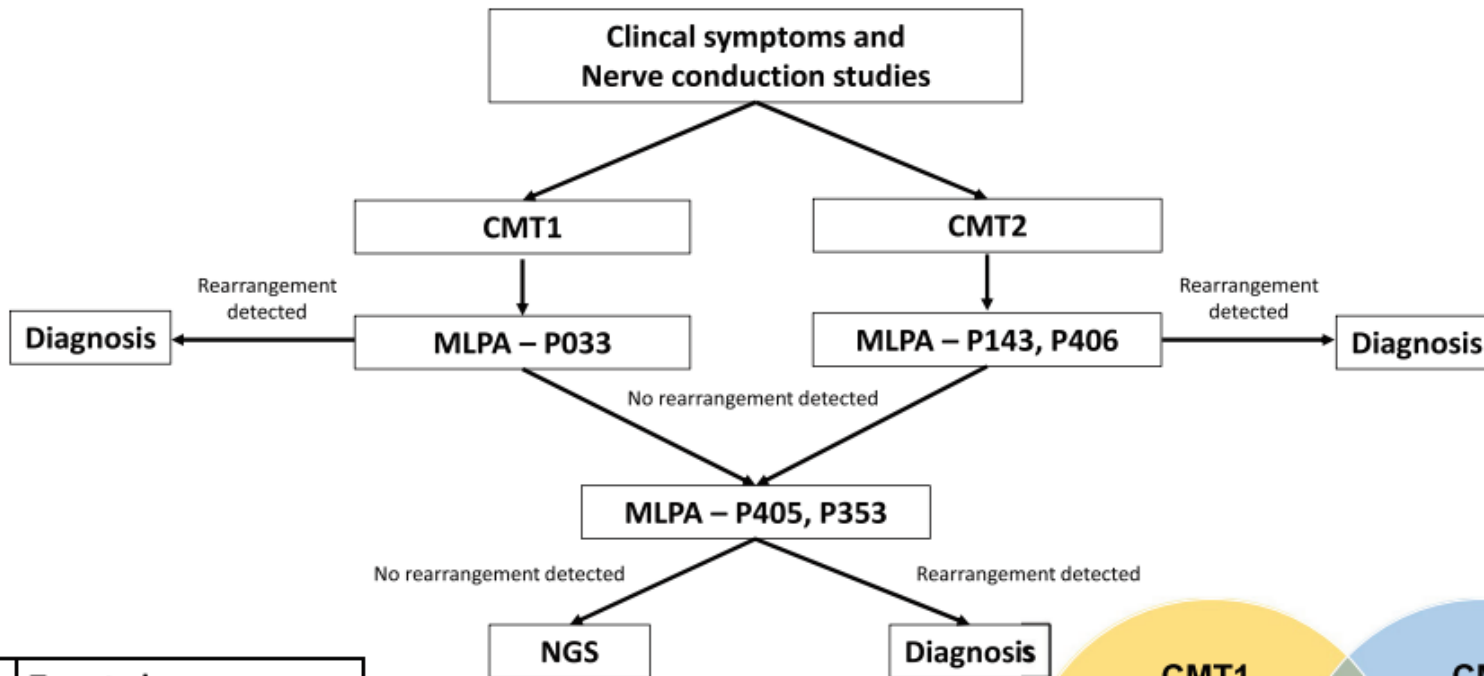 Clincal symptoms and
Nerve conduction studies
CMT1
CMT2
Rearrangement
detected
Rearrangement
detected
Diagnosis
MLPA – P033
MLPA – P143, P406
Diagnosis
No rearrangement detected
MLPA – P405, P353
No rearrangement detected
Rearrangement detected
NGS
Diagnosis
CMT1